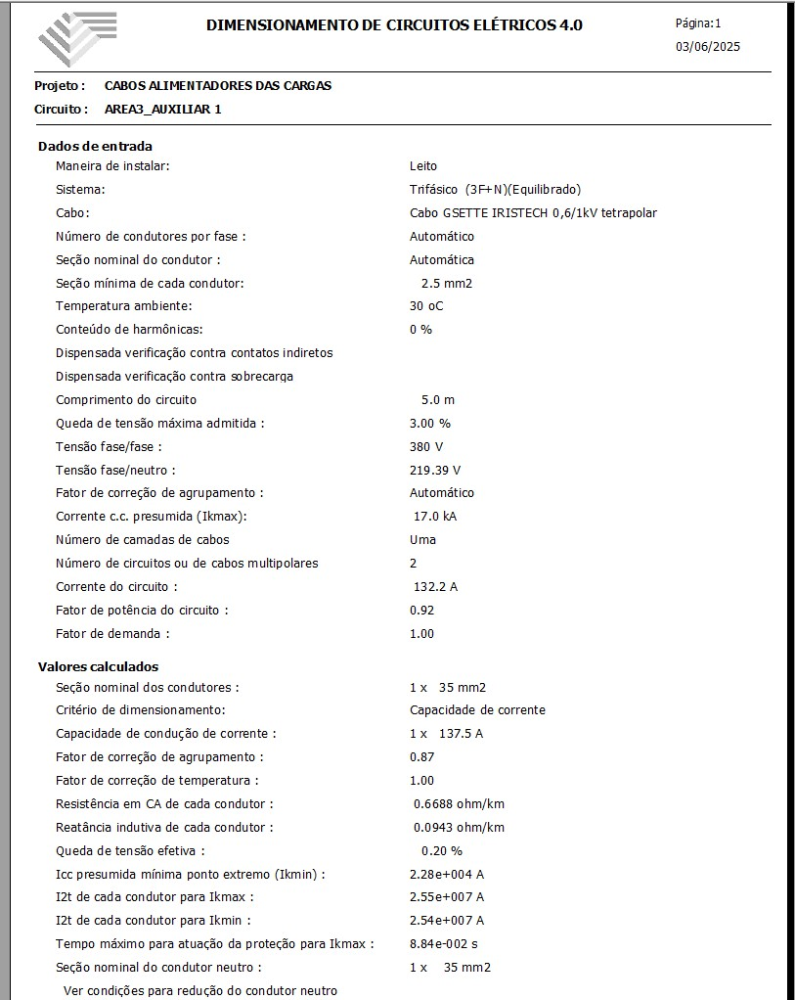 DIMENSIONAMENTO DE CIRCUITOS ELÉTRICOS 4.0
Página:1
03/06/2025
Projeto : CABOS ALIMENTADORES DAS CARGAS
Circuito : AREA3_AUXILIAR 1
Dados de entrada
Maneira de instalar: Leito
Sistema: Trifásico (3F+N)(Equilibrado)
Cabo: Cabo GSETTE IRISTECH 0,6/1kV tetrapolar
Número de condutores por fase : Automático
Seção nominal do condutor : Automática
Seção mínima de cada condutor: 2.5 mm2
Temperatura ambiente: 30 oC
Conteúdo de harmônicas: 0 %
Dispensada verificação contra contatos indiretos
Dispensada verificação contra sobrecarga
Comprimento do circuito 5.0 m
Queda de tensão máxima admitida : 3.00 %
Tensão fase/fase : 380 V
Tensão fase/neutro : 219.39 V
Fator de correção de agrupamento : Automático
Corrente c.c. presumida (Ikmax): 17.0 kA
Número de camadas de cabos Uma
Número de circuitos ou de cabos multipolares 2
Corrente do circuito : 132.2 A
Fator de potência do circuito : 0.92
Fator de demanda : 1.00
Valores calculados
Seção nominal dos condutores : 1 x 35 mm2
Critério de dimensionamento: Capacidade de corrente
Capacidade de condução de corrente : 1 x 137.5 A
Fator de correção de agrupamento : 0.87
Fator de correção de temperatura : 1.00
Resistência em CA de cada condutor : 0.6688 ohm/km
Reatância indutiva de cada condutor : 0.0943 ohm/km
Queda de tensão efetiva : 0.20 %
Icc presumida mínima ponto extremo (Ikmin) : 2.28e+004 A
I2t de cada condutor para Ikmax : 2.55e+007 A
I2t de cada condutor para Ikmin : 2.54e+007 A
Tempo máximo para atuação da proteção para Ikmax : 8.84e-002 s
Seção nominal do condutor neutro : 1 x 35 mm2
Ver condições para redução do condutor neutro